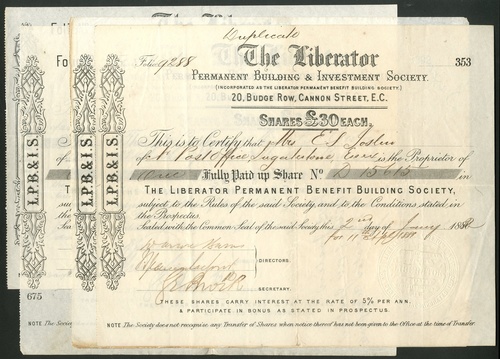 Duplicate
Folio 9288
The Liberator
353
PERMANENT BUILDING & INVESTMENT SOCIETY.
(INCORPORATED AS THE LIBERATOR PERMANENT BENEFIT BUILDING SOCIETY.)
20, BUDGE ROW, CANNON STREET, E.C.
SHARES £30 EACH,
This is to Certify that Mrs E S Joslin
of Post Office Ingatestone Essex is the Proprietor of
One Fully Paid up Share No D 15615 in
THE LIBERATOR PERMANENT BENEFIT BUILDING SOCIETY,
subject to the Rules of the said Society and to the Conditions stated in
the Prospectus.
Sealed with the Common Seal of the said Society this 2nd day of 188
DIRECTORS.
SECRETARY.
THESE SHARES CARRY INTEREST AT THE RATE OF 5% PER ANN.
& PARTICIPATE IN BONUS AS STATED IN PROSPECTUS.
NOTE. The Society does not recognise any Transfer of Shares when notice thereof has not been given to the Office at the time of Transfer.
L.P.B.&I.S.
L.P.B.&I.S.
L.P.B.&I.S.
675
NOTE. The Society